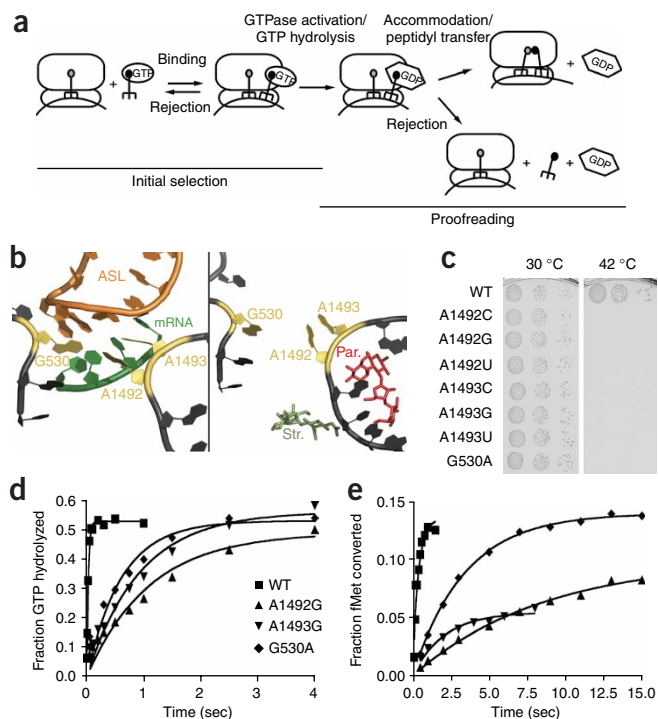 a
GTPase activation/
GTP hydrolysis
Accommodation/
peptidyl transfer
Binding
Rejection
+
GTP
GTP
GDP
+
GDP
Rejection
+
+
GDP
Initial selection
Proofreading
b
ASL
mRNA
G530
A1493
A1492
G530
A1493
A1492
Par.
Str.
c
30 °C
42 °C
WT
A1492C
A1492G
A1492U
A1493C
A1493G
A1493U
G530A
d
Fraction GTP hydrolyzed
0.6
0.5
0.4
0.3
0.2
0.1
0.0
0
1
2
3
4
Time (sec)
WT
A1492G
A1493G
G530A
e
Fraction fMet converted
0.15
0.10
0.05
0.00
0.0
2.5
5.0
7.5
10.0
12.5
15.0
Time (sec)